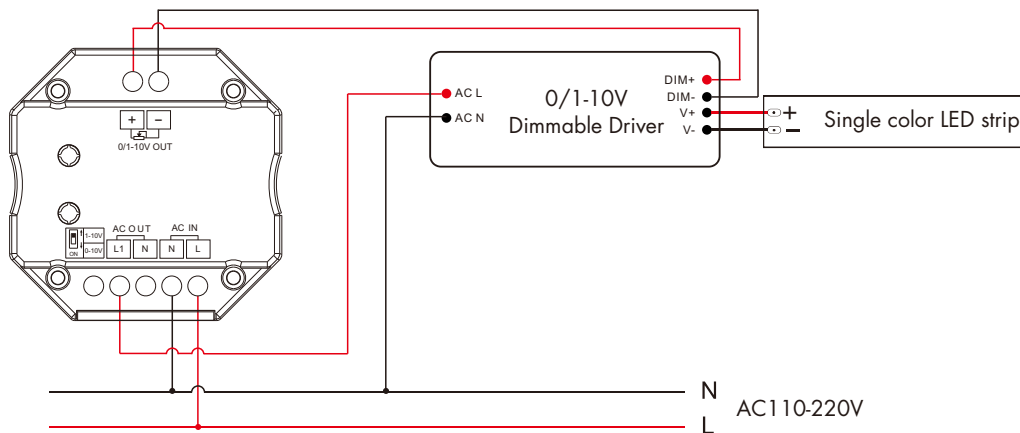 + −
0/1-10V OUT
AC OUT AC IN
L1 N N L
1-10V
0-10V
ON
AC L
AC N
0/1-10V
Dimmable Driver
DIM+
DIM-
V+
V-
+
−
Single color LED strip
N
L
AC110-220V